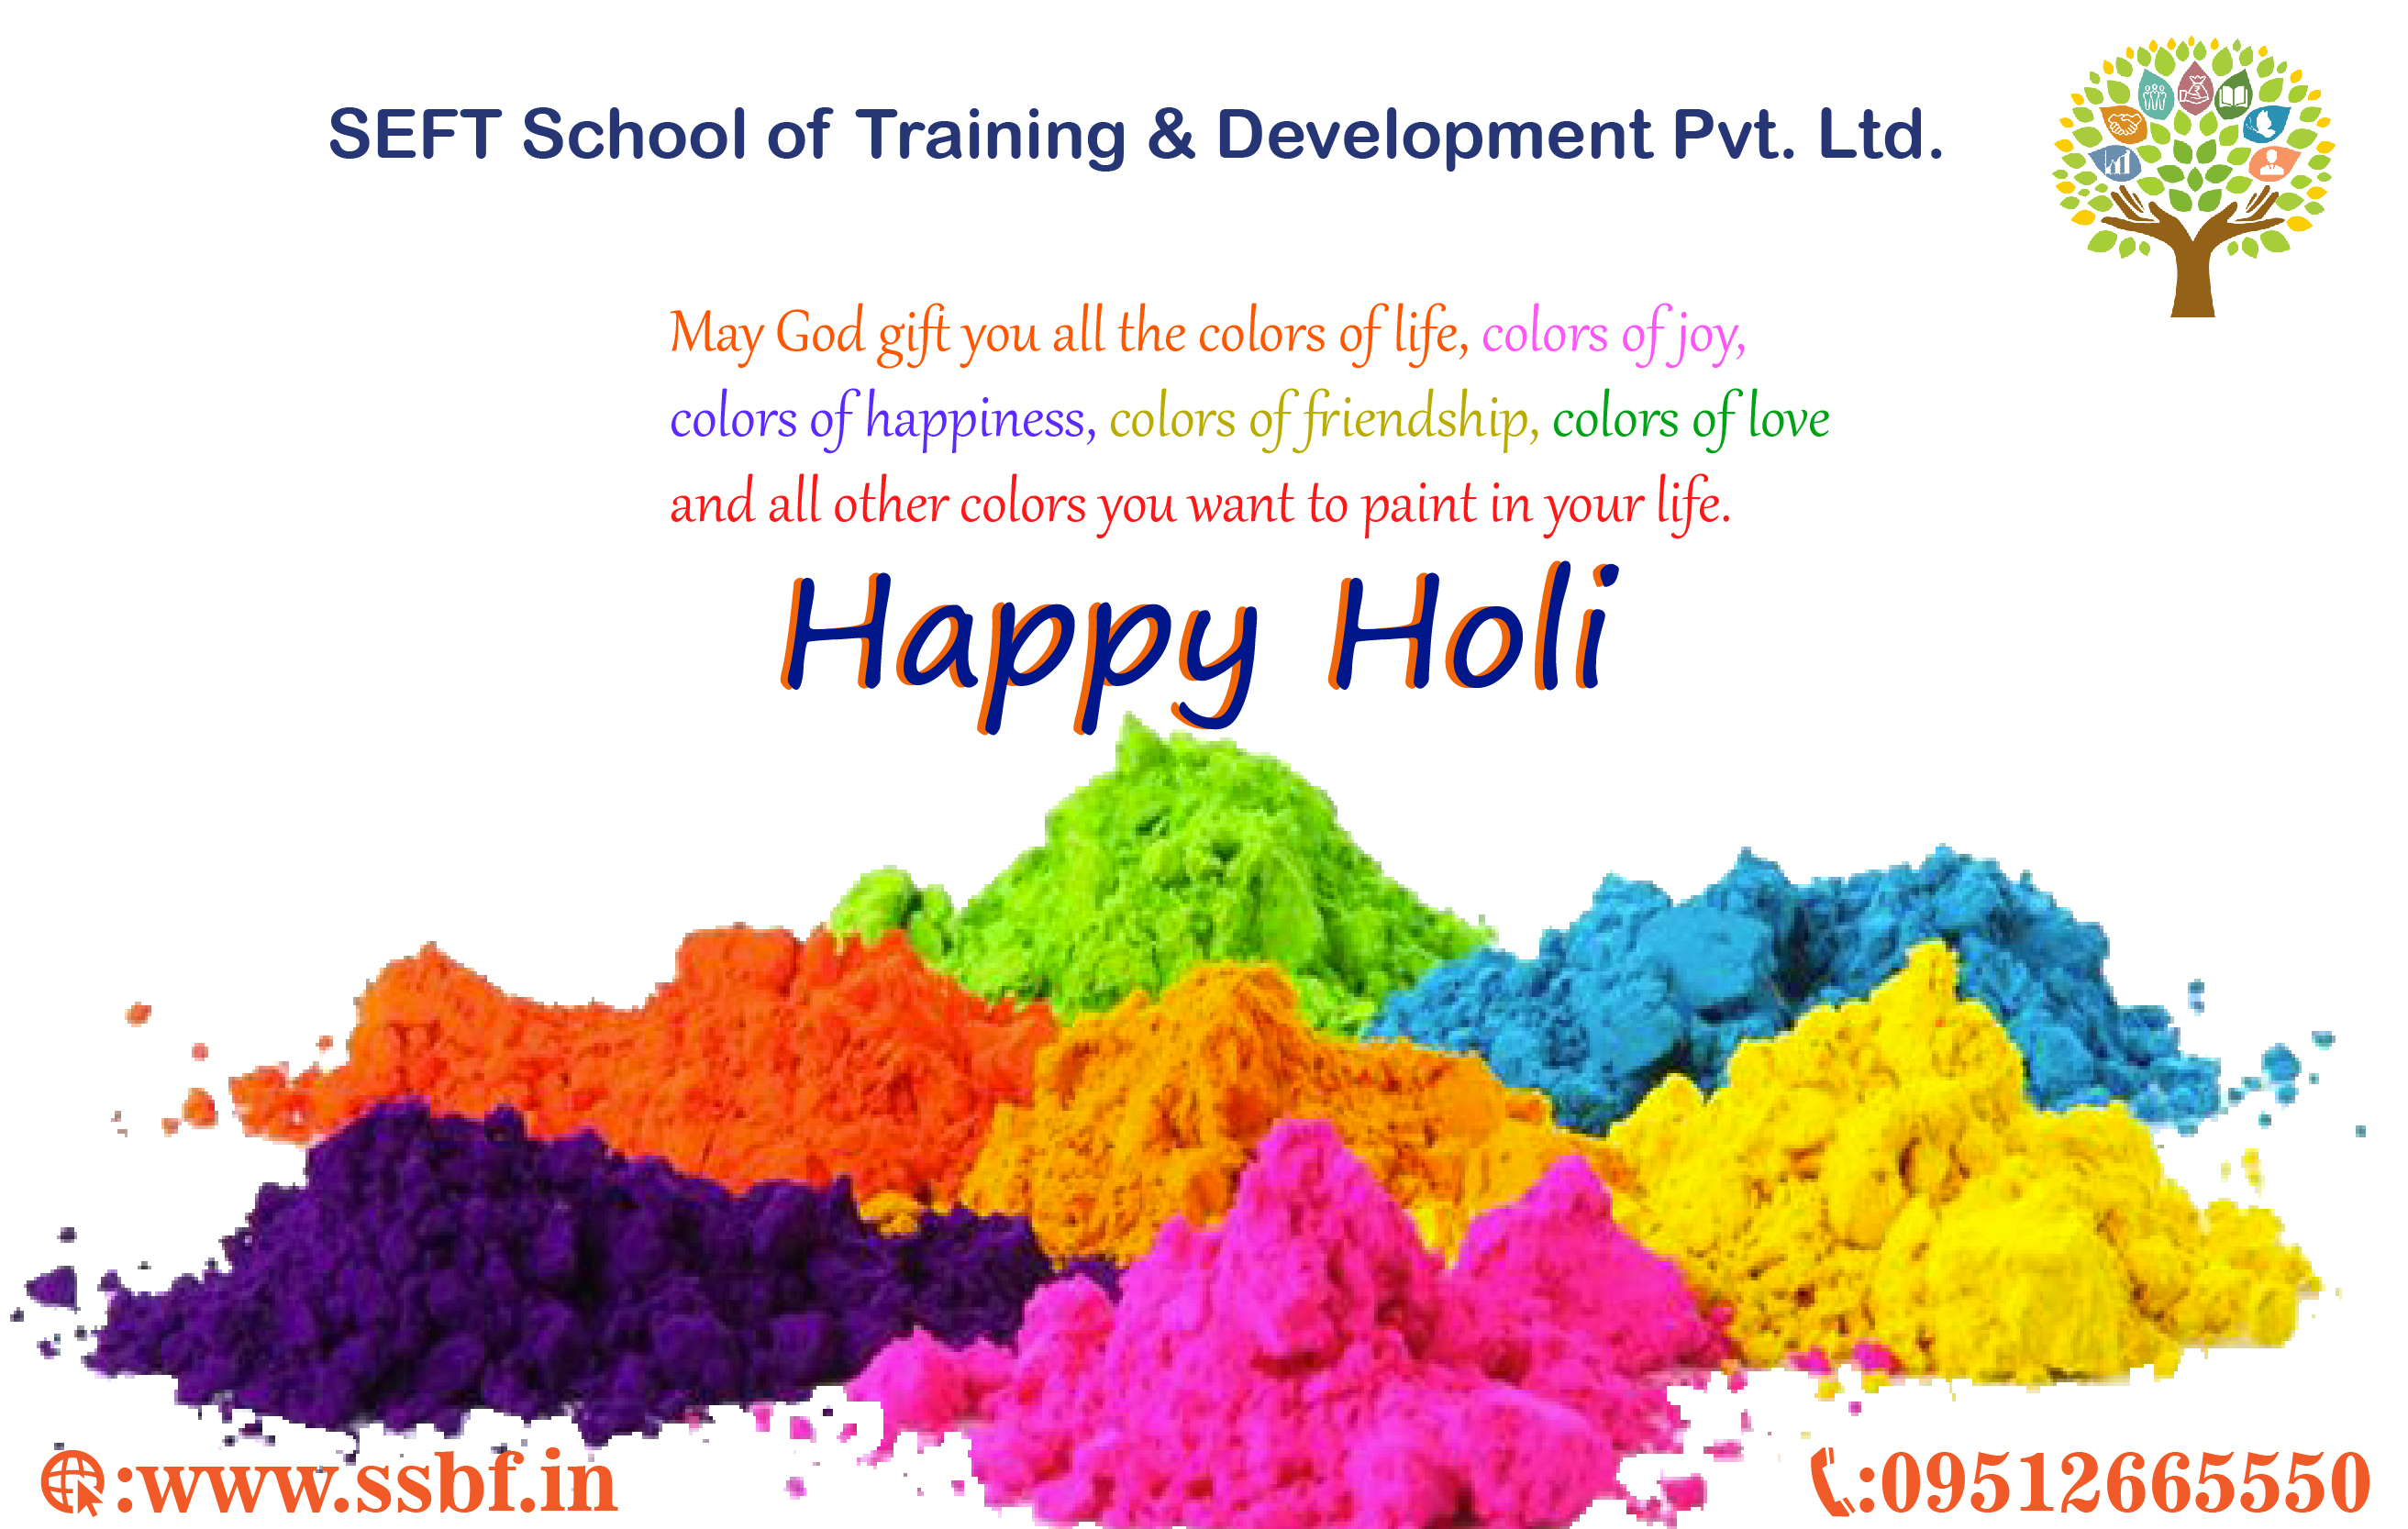 SEFT School of Training & Development Pvt. Ltd.
May God gift you all the colors of life, colors of joy,
colors of happiness, colors of friendship, colors of love
and all other colors you want to paint in your life.
Happy Holi
:www.ssbf.in
:09512665550